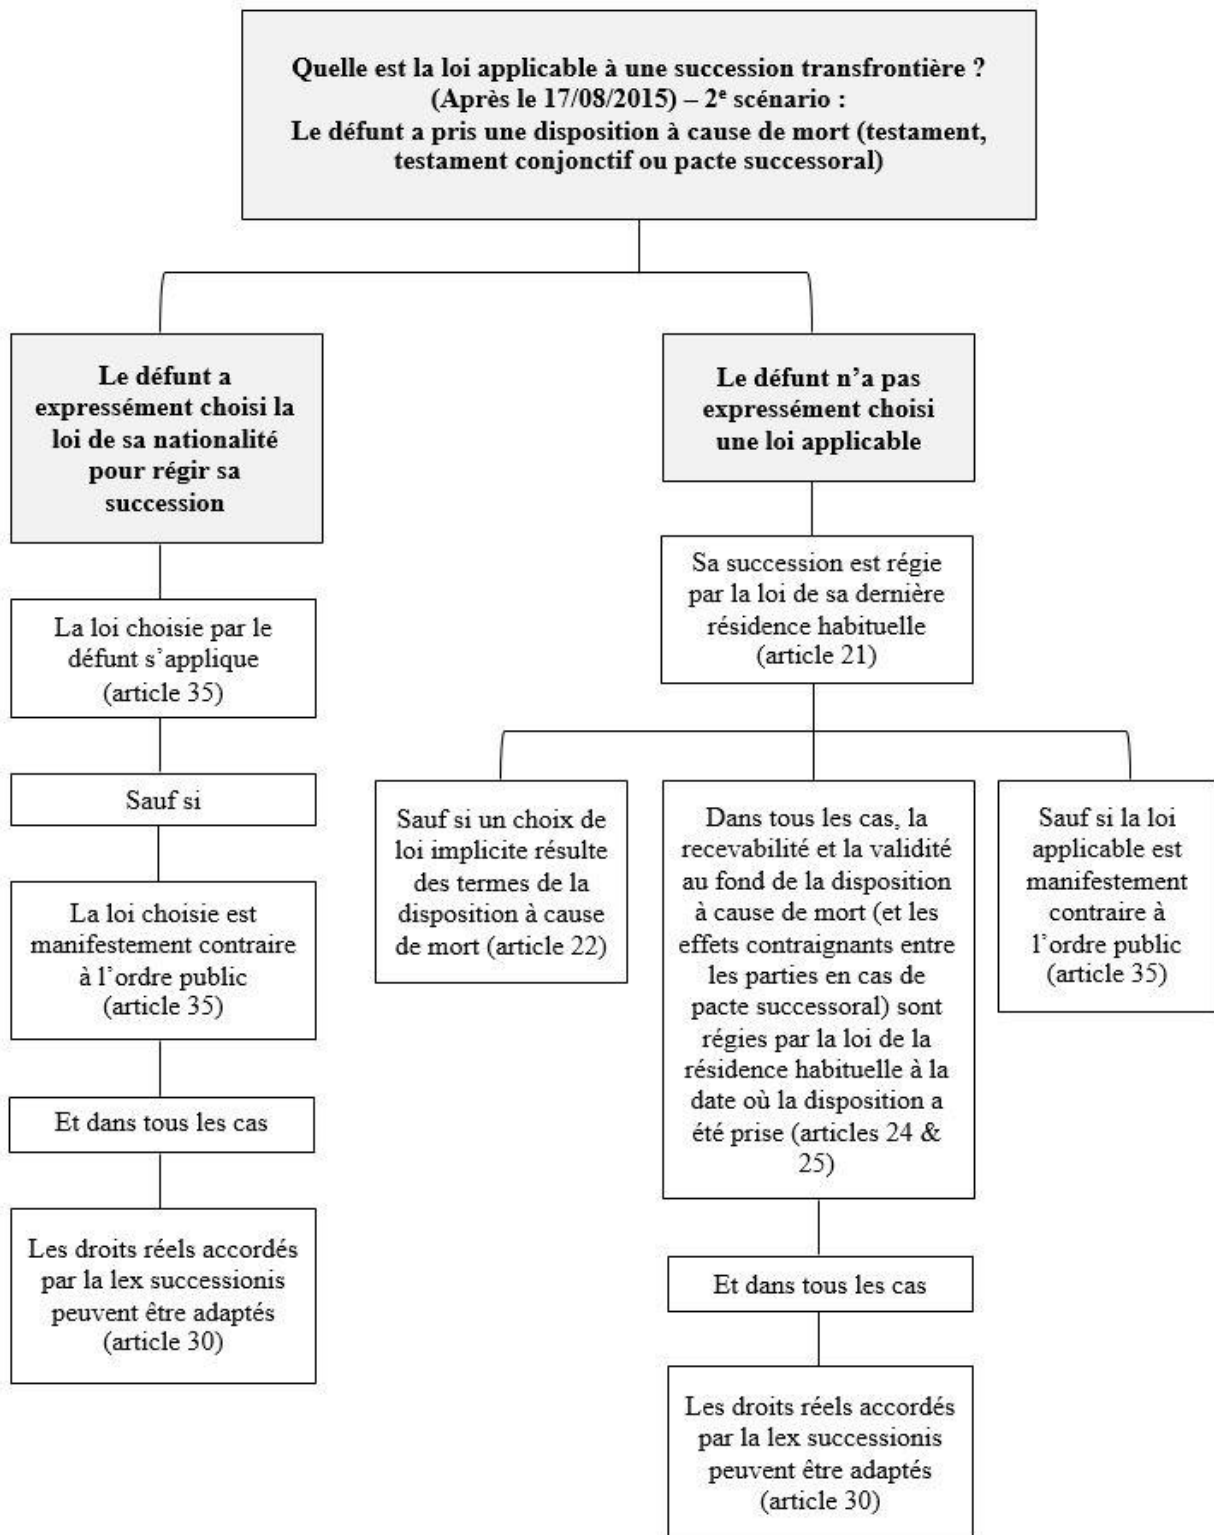 Quelle est la loi applicable à une succession transfrontière ?
(Après le 17/08/2015) – 2e scénario :
Le défunt a pris une disposition à cause de mort (testament,
testament conjonctif ou pacte successoral)
Le défunt a
expressément choisi la
loi de sa nationalité
pour régir sa
succession
La loi choisie par le
défunt s’applique
(article 35)
Sauf si
La loi choisie est
manifestement contraire
à l’ordre public
(article 35)
Et dans tous les cas
Les droits réels accordés
par la lex successionis
peuvent être adaptés
(article 30)
Le défunt n’a pas
expressément choisi
une loi applicable
Sa succession est régie
par la loi de sa dernière
résidence habituelle
(article 21)
Sauf si un choix de
loi implicite résulte
des termes de la
disposition à cause
de mort (article 22)
Dans tous les cas, la
recevabilité et la validité
au fond de la disposition
à cause de mort (et les
effets contraignants entre
les parties en cas de
pacte successoral) sont
régies par la loi de la
résidence habituelle à la
date où la disposition a
été prise (articles 24 &
25)
Sauf si la loi
applicable est
manifestement
contraire à
l’ordre public
(article 35)
Et dans tous les cas
Les droits réels accordés
par la lex successionis
peuvent être adaptés
(article 30)